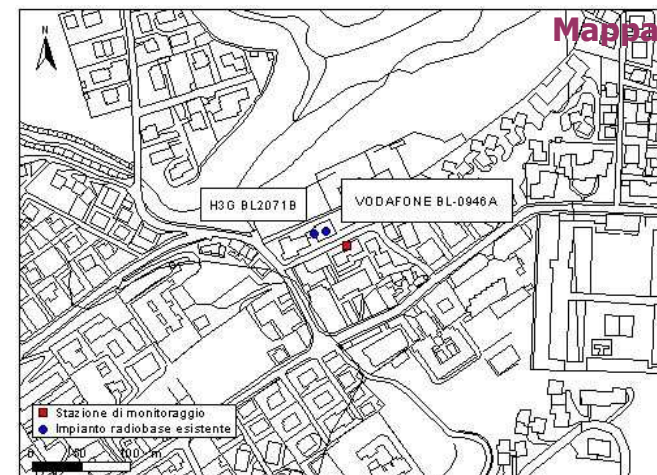 Mappa
N
H3G BL2071B
VODAFONE BL-0946A
Stazione di monitoraggio
Impianto radiobase esistente
0 50 100 m